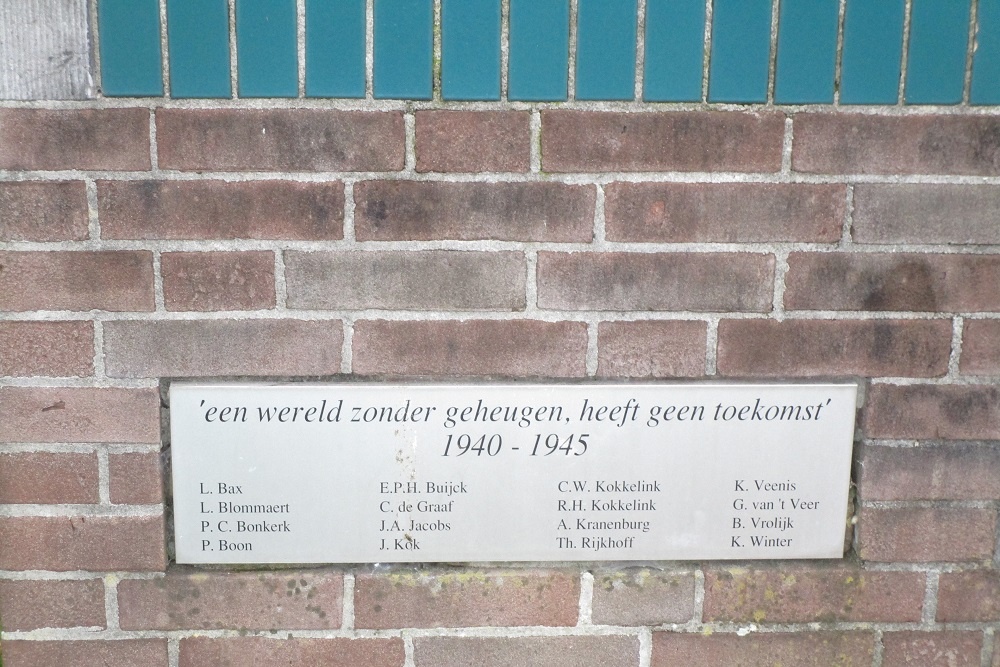 'een wereld zonder geheugen, heeft geen toekomst'
1940 - 1945
L. Bax
L. Blommaert
P. C. Bonkerk
P. Boon
E.P.H. Buijck
C. de Graaf
J.A. Jacobs
J. Kok
C.W. Kokkelink
R.H. Kokkelink
A. Kranenburg
Th. Rijkhoff
K. Veenis
G. van 't Veer
B. Vrolijk
K. Winter